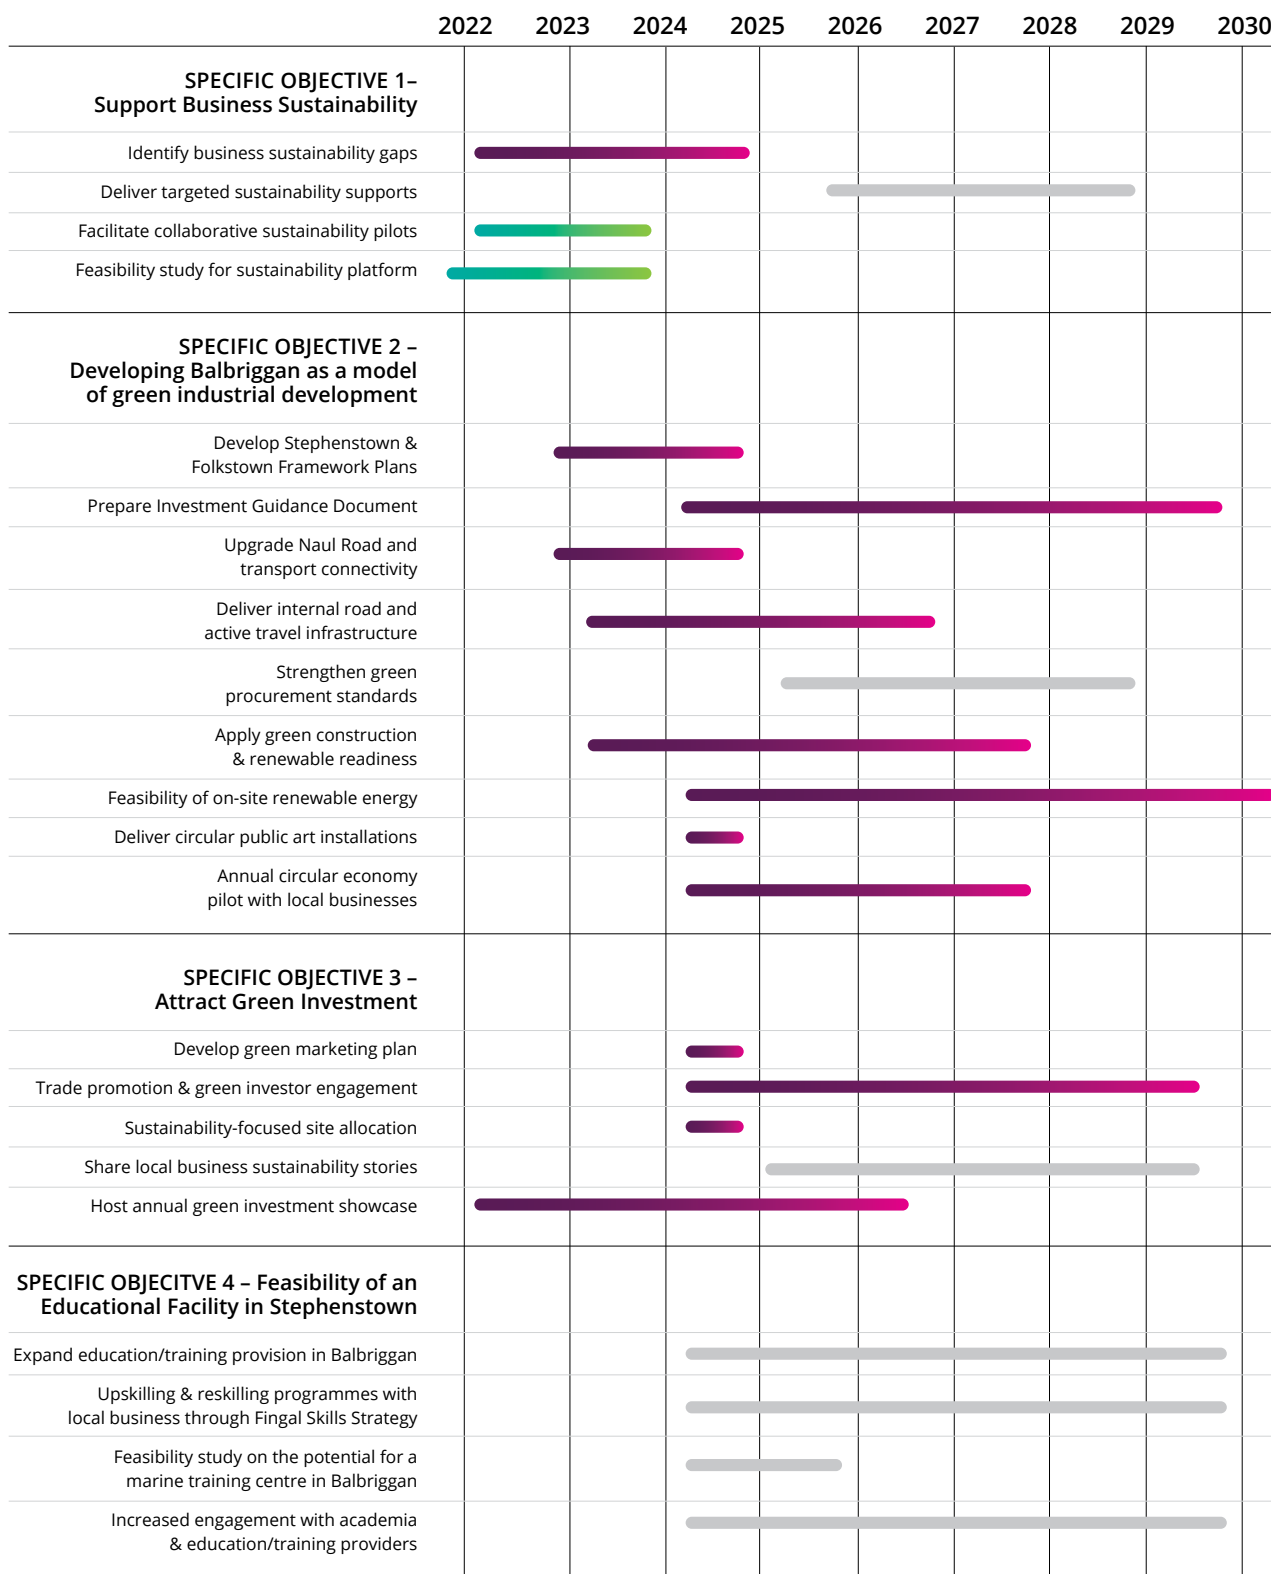 2022 2023 2024 2025 2026 2027 2028 2029 2030
SPECIFIC OBJECTIVE 1–
Support Business Sustainability
Identify business sustainability gaps
Deliver targeted sustainability supports
Facilitate collaborative sustainability pilots
Feasibility study for sustainability platform
SPECIFIC OBJECTIVE 2 –
Developing Balbriggan as a model
of green industrial development
Develop Stephenstown &
Folkstown Framework Plans
Prepare Investment Guidance Document
Upgrade Naul Road and
transport connectivity
Deliver internal road and
active travel infrastructure
Strengthen green
procurement standards
Apply green construction
& renewable readiness
Feasibility of on-site renewable energy
Deliver circular public art installations
Annual circular economy
pilot with local businesses
SPECIFIC OBJECTIVE 3 –
Attract Green Investment
Develop green marketing plan
Trade promotion & green investor engagement
Sustainability-focused site allocation
Share local business sustainability stories
Host annual green investment showcase
SPECIFIC OBJECITVE 4 – Feasibility of an
Educational Facility in Stephenstown
Expand education/training provision in Balbriggan
Upskilling & reskilling programmes with
local business through Fingal Skills Strategy
Feasibility study on the potential for a
marine training centre in Balbriggan
Increased engagement with academia
& education/training providers